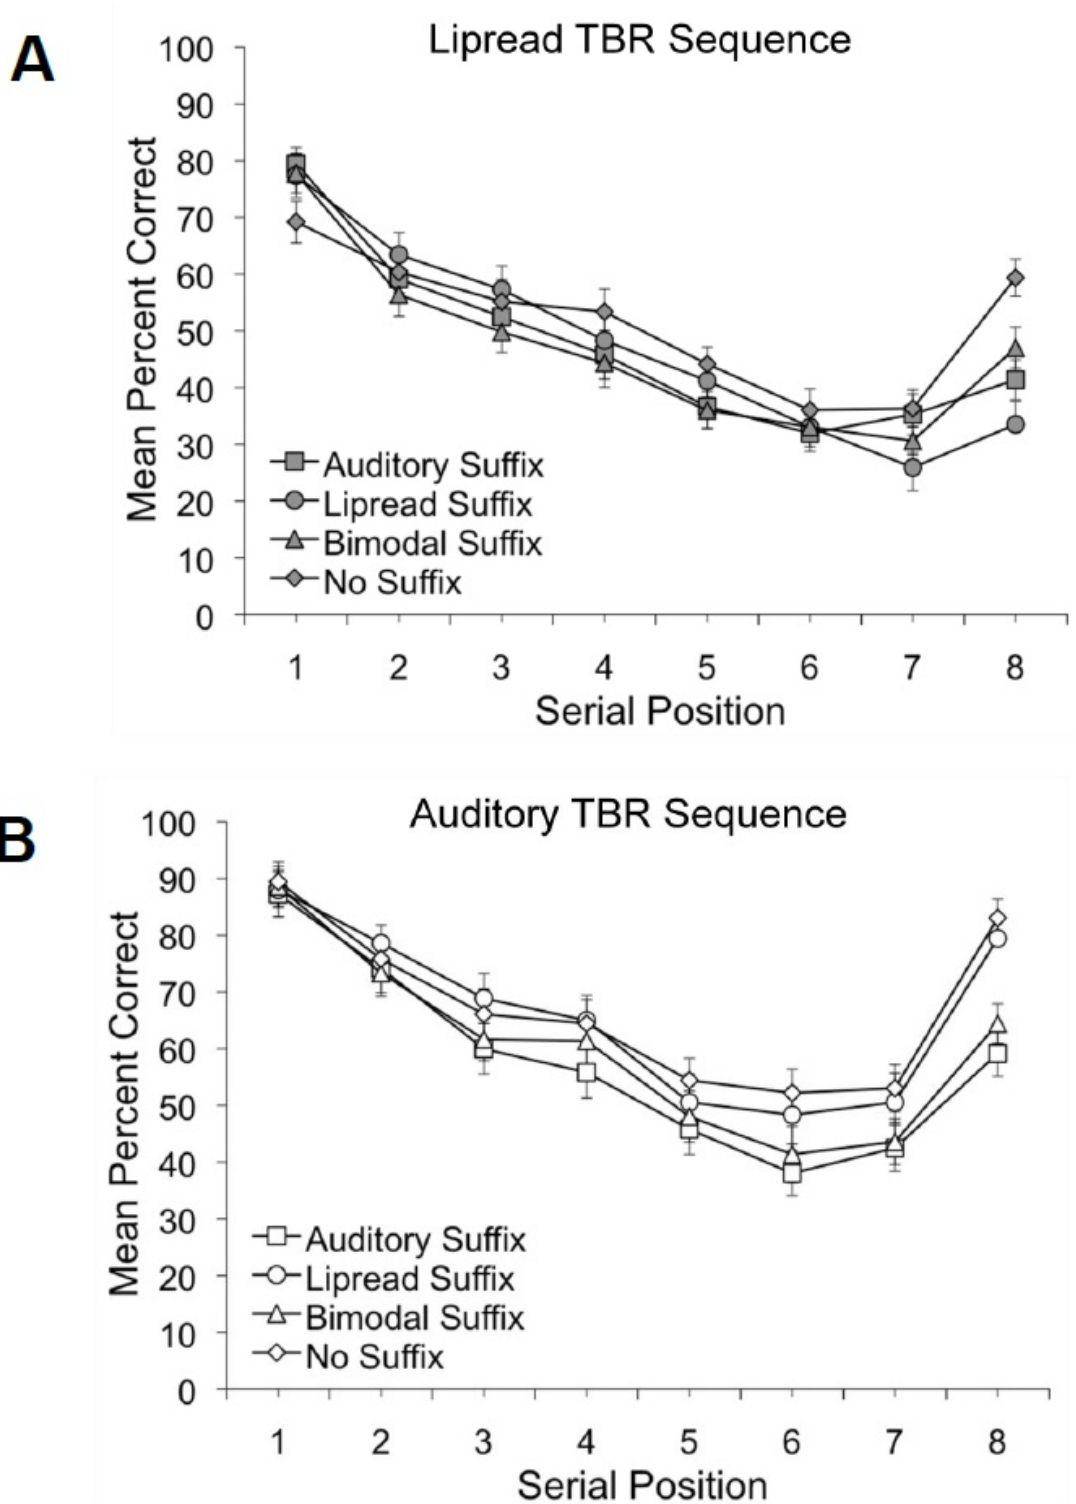 A
Lipread TBR Sequence
Mean Percent Correct
100
90
80
70
60
50
40
30
20
10
0
Auditory Suffix
Lipread Suffix
Bimodal Suffix
No Suffix
1 2 3 4 5 6 7 8
Serial Position
B
Auditory TBR Sequence
Mean Percent Correct
100
90
80
70
60
50
40
30
20
10
0
Auditory Suffix
Lipread Suffix
Bimodal Suffix
No Suffix
1 2 3 4 5 6 7 8
Serial Position